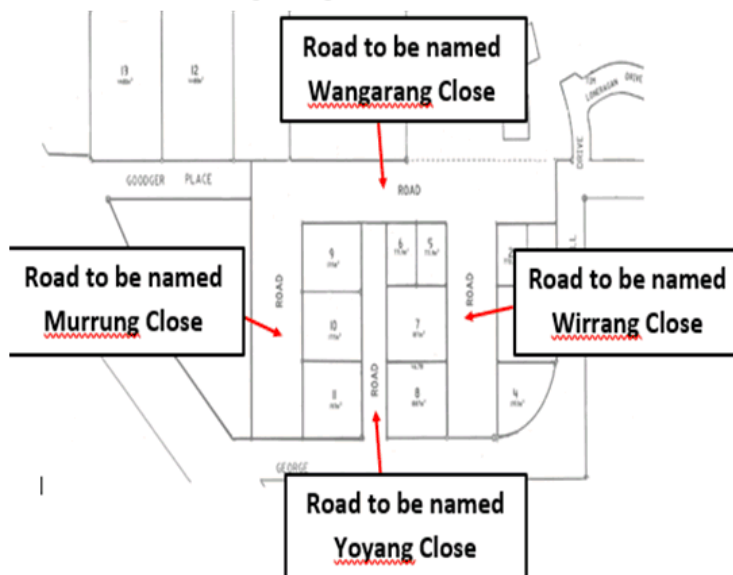 Road to be named
Wangarang Close
13
12
TOM
LONERAGAN DRIVE
DRIVE
GOODGER PLACE
ROAD
9
6
5
Road to be named
Murrung Close
ROAD
ROAD
Road to be named
Wirrang Close
10
7
ROAD
11
8
4
GEORGE
Road to be named
Yoyang Close